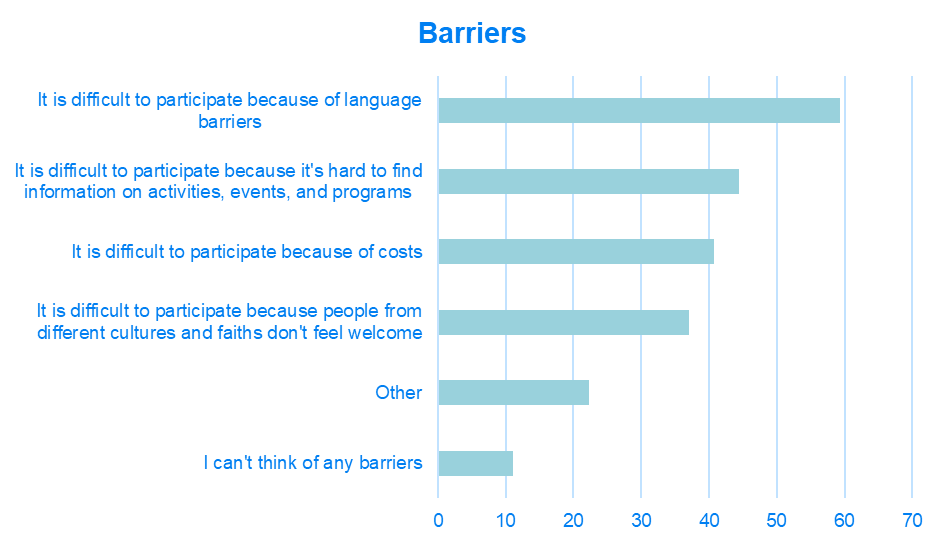 Barriers
It is difficult to participate because of language
barriers
It is difficult to participate because it's hard to find
information on activities, events, and programs
It is difficult to participate because of costs
It is difficult to participate because people from
different cultures and faiths don't feel welcome
Other
I can't think of any barriers
0 10 20 30 40 50 60 70